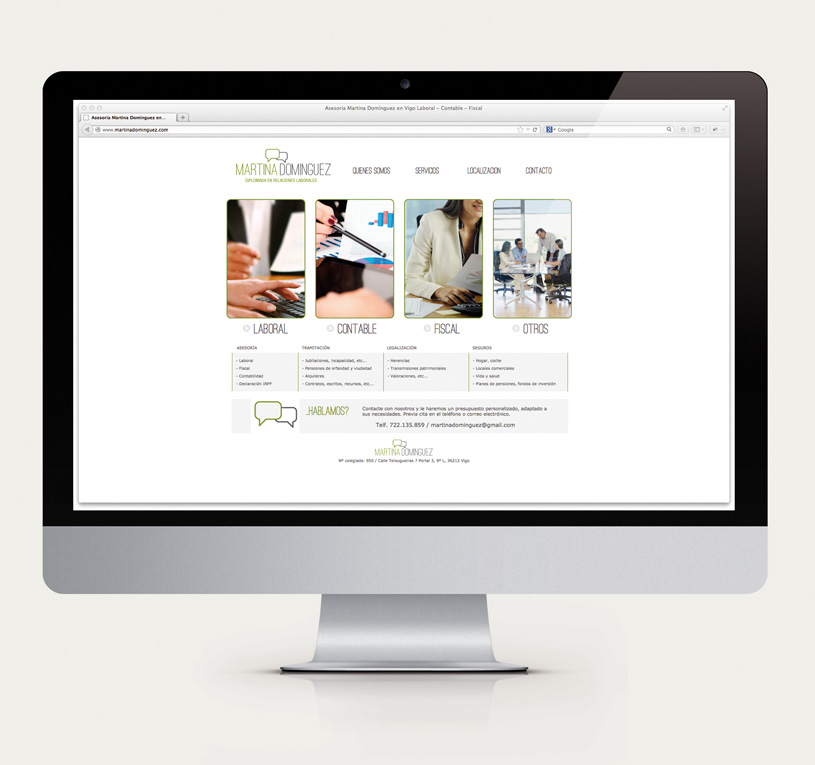 Asesoría Martina Domínguez en Vigo Laboral – Contable – Fiscal
Asesoría Martina Domínguez en...
www.martinadominguez.com
Google
MARTINA DOMINGUEZ
DIPLOMADA EN RELACIONES LABORALES
QUIENES SOMOS SERVICIOS LOCALIZACION CONTACTO
LABORAL CONTABLE FISCAL OTROS
ASESORÍA TRAMITACIÓN LEGALIZACIÓN SEGUROS
- Laboral - Jubilaciones, incapacidad, etc... - Herencias - Hogar, coche
- Fiscal - Pensiones de orfandad y viudedad - Transmisiones patrimoniales - Locales comerciales
- Contabilidad - Alquileres - Valoraciones, etc... - Vida y salud
- Declaración IRPF - Contratos, escritos, recursos, etc... - Planes de pensiones, fondos de inversión
..HABLAMOS?
Contacte con nosotros y le haremos un presupuesto personalizado, adaptado a
sus necesidades. Previa cita en el teléfono o correo electrónico.
Telf. 722.135.859 / martinadominguez@gmail.com
MARTINA DOMINGUEZ
Nº colegiada: 950 / Calle Teixugueiras 7 Portal 3, 9º L, 36212 Vigo